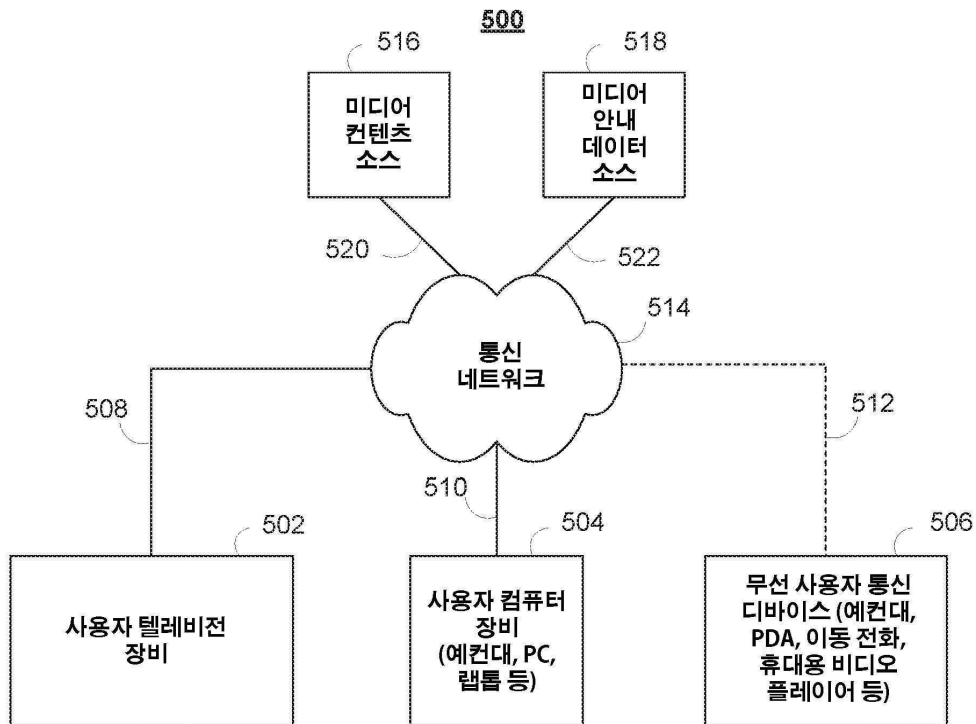 500
516
518
미디어
컨텐츠
소스
미디어
안내
데이터
소스
520
522
514
통신
네트워크
508
512
510
502
504
506
사용자 텔레비전
장비
사용자 컴퓨터
장비
(예컨대, PC,
랩톱 등)
무선 사용자 통신
디바이스 (예컨대,
PDA, 이동 전화,
휴대용 비디오
플레이어 등)